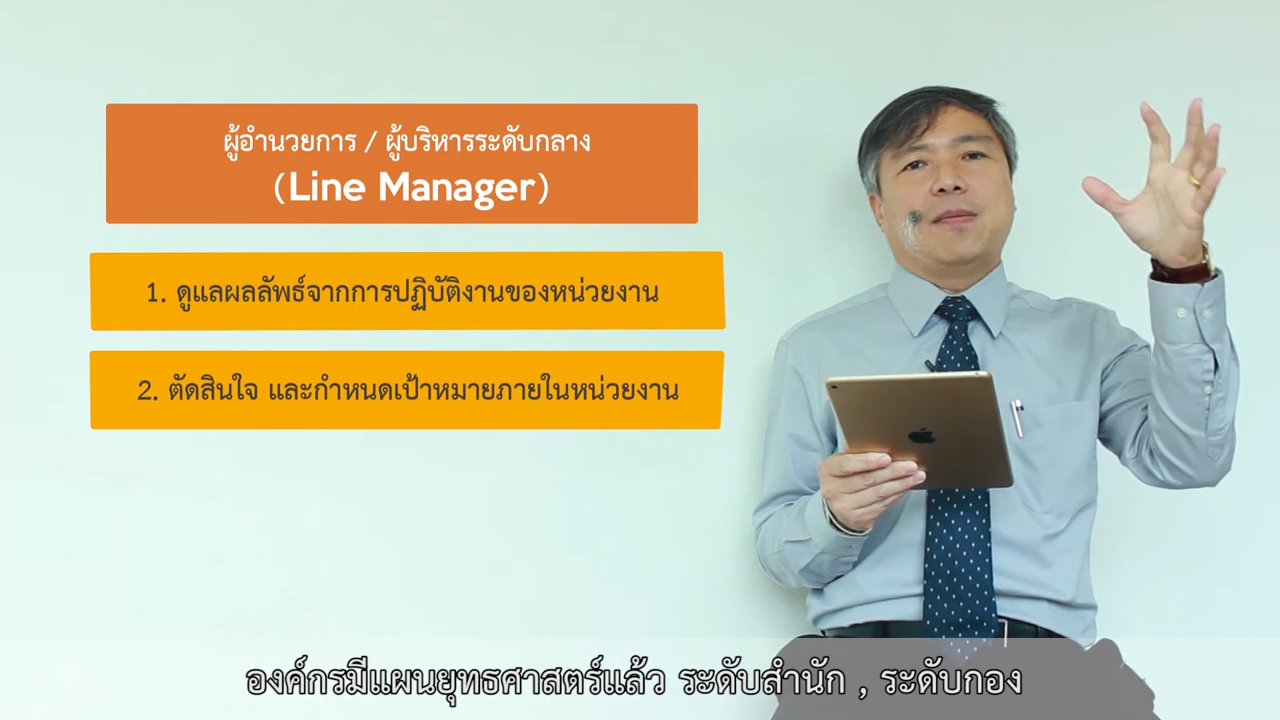 ผู้อำนวยการ / ผู้บริหารระดับกลาง
(Line Manager)
1. ดูแลผลลัพธ์จากการปฏิบัติงานของหน่วยงาน
2. ตัดสินใจ และกำหนดเป้าหมายภายในหน่วยงาน
องค์กรมีแผนยุทธศาสตร์แล้ว ระดับสำนัก , ระดับกอง